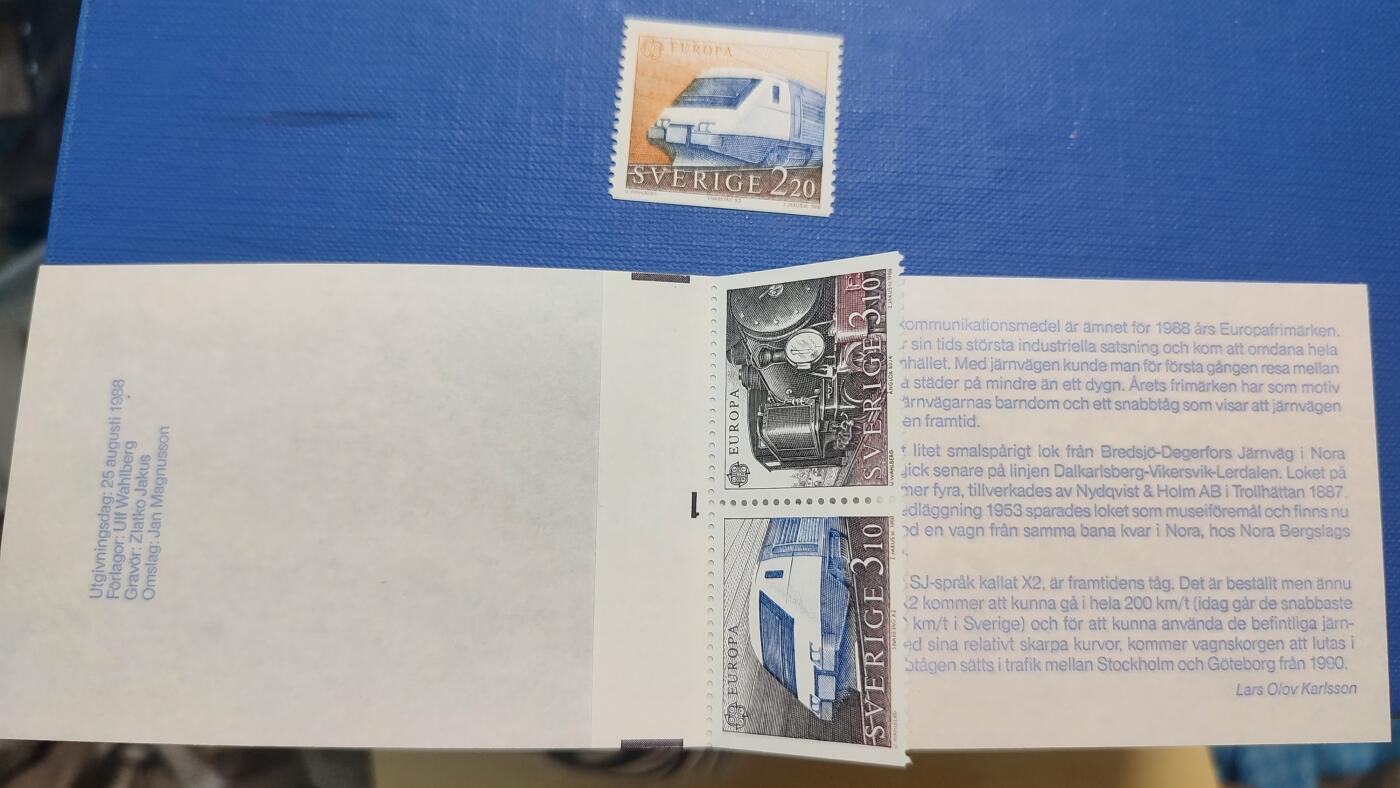 EUROPA
SVERIGE 2 20
Utgivningsdag: 25 augusti 1988
Förlagor: Ulf Wahlberg
Gravör: Zlatko Jakus
Omslag: Jan Magnusson
1
EUROPA
SVERIGE 3 10
EUROPA
SVERIGE 3 10
kommunikationsmedel är ämnet för 1988 års Europafrimärken.
sin tids största industriella satsning och kom att omdana hela
Med järnvägen kunde man för första gången resa mellan
städer på mindre än ett dygn. Årets frimärken har som motiv
barndom och ett snabbtåg som visar att järnvägen
en framtid.
litet smalspårigt lok från Bredsjö-Degerfors Järnväg i Nora
senare på linjen Dalkarlsberg-Vikersvik-Lerdalen. Loket på
fyra, tillverkades av Nydqvist & Holm AB i Trollhättan 1887.
1953 sparades loket som museiföremål och finns nu
en vagn från samma bana kvar i Nora, hos Nora Bergslags
SJ-språk kallat X2, är framtidens tåg. Det är beställt men ännu
kommer att kunna gå i hela 200 km/t (idag går de snabbaste
km/t i Sverige) och för att kunna använda de befintliga järn-
sina relativt skarpa kurvor, kommer vagnskorgen att lutas i
sätts i trafik mellan Stockholm och Göteborg från 1990.
Lars Olov Karlsson